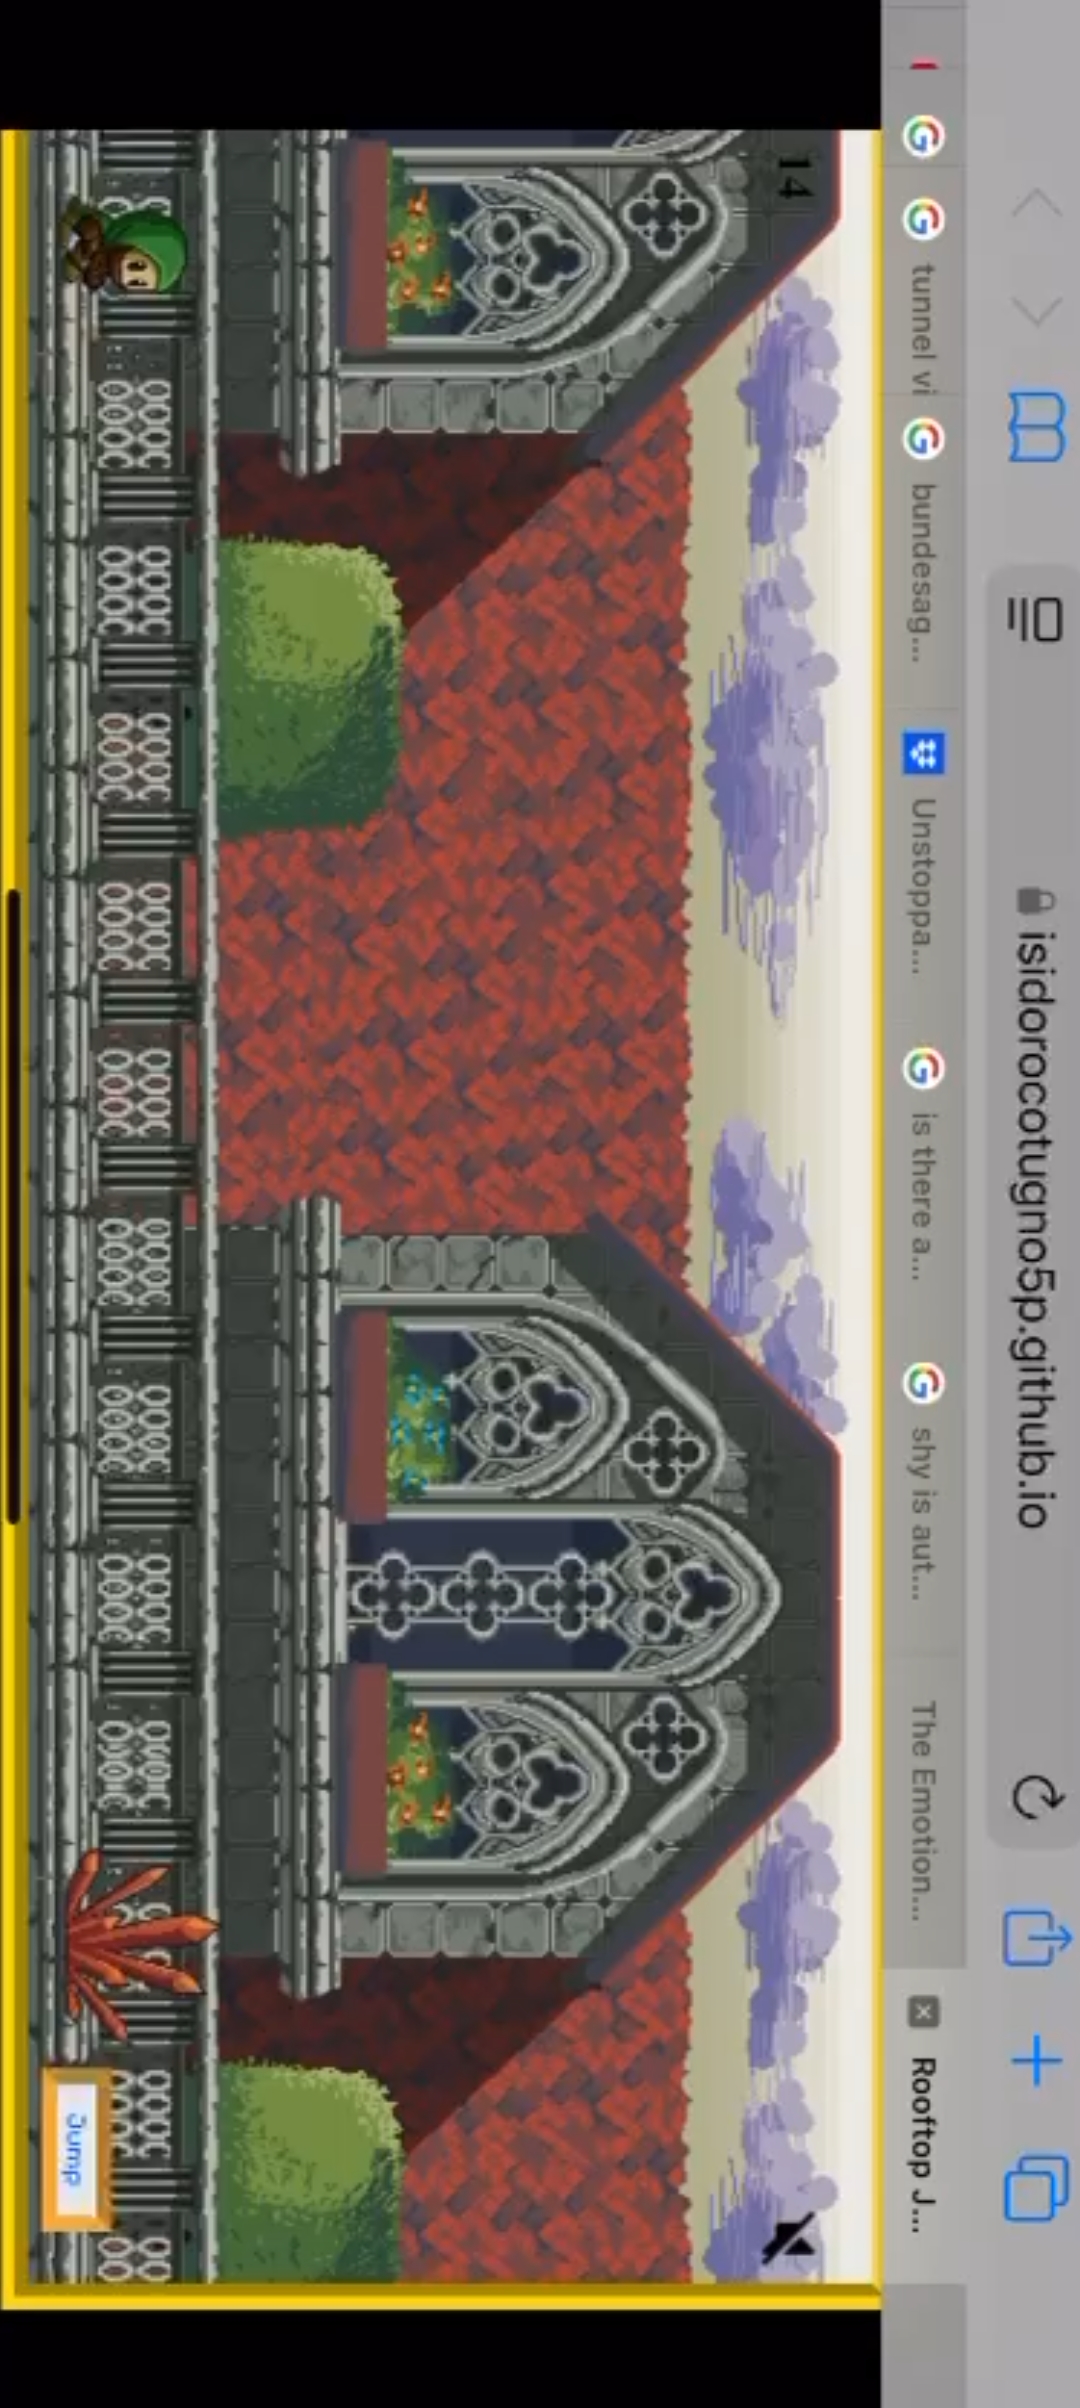 isidorocotugno5p.github.io
tunnel vi
bundesag...
Unstoppa...
is there a...
shy is aut...
The Emotion...
Rooftop J...
14
Jump